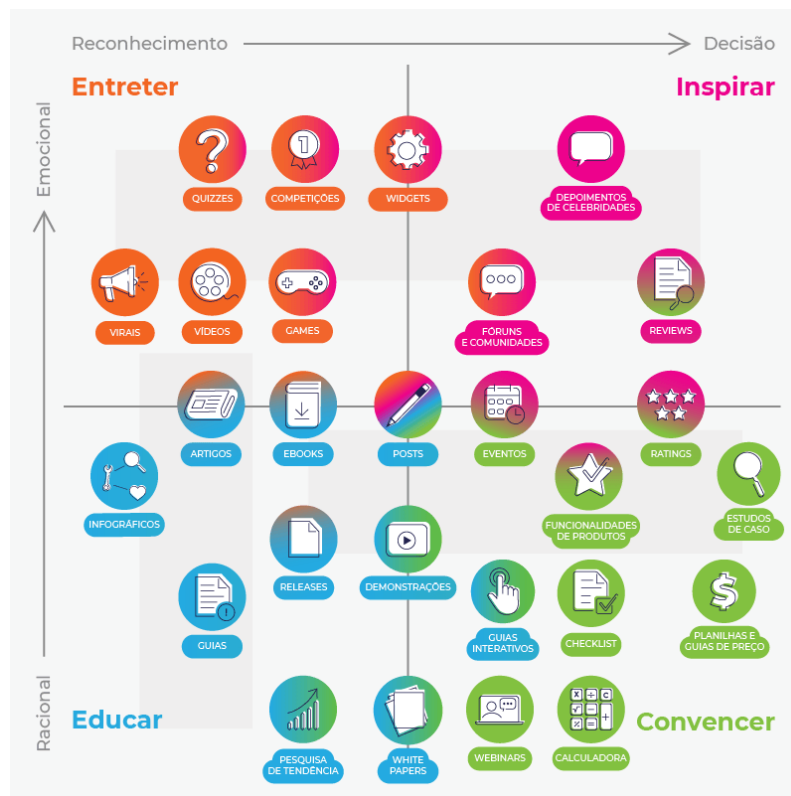 Reconhecimento
Decisão
Entreter
Inspirar
Emocional
?
1
QUIZZES
COMPETIÇÕES
WIDGETS
DEPOIMENTOS
DE CELEBRIDADES
VIRAIS
VÍDEOS
GAMES
FÓRUNS
E COMUNIDADES
REVIEWS
ARTIGOS
EBOOKS
POSTS
EVENTOS
RATINGS
INFOGRÁFICOS
FUNCIONALIDADES
DE PRODUTOS
ESTUDOS
DE CASO
RELEASES
DEMONSTRAÇÕES
GUIAS
GUIAS
INTERATIVOS
CHECKLIST
$
PLANILHAS E
GUIAS DE PREÇO
Racional
Educar
Convencer
X ÷ C
√ − +
% =
PESQUISA
DE TENDÊNCIA
WHITE
PAPERS
WEBINARS
CALCULADORA